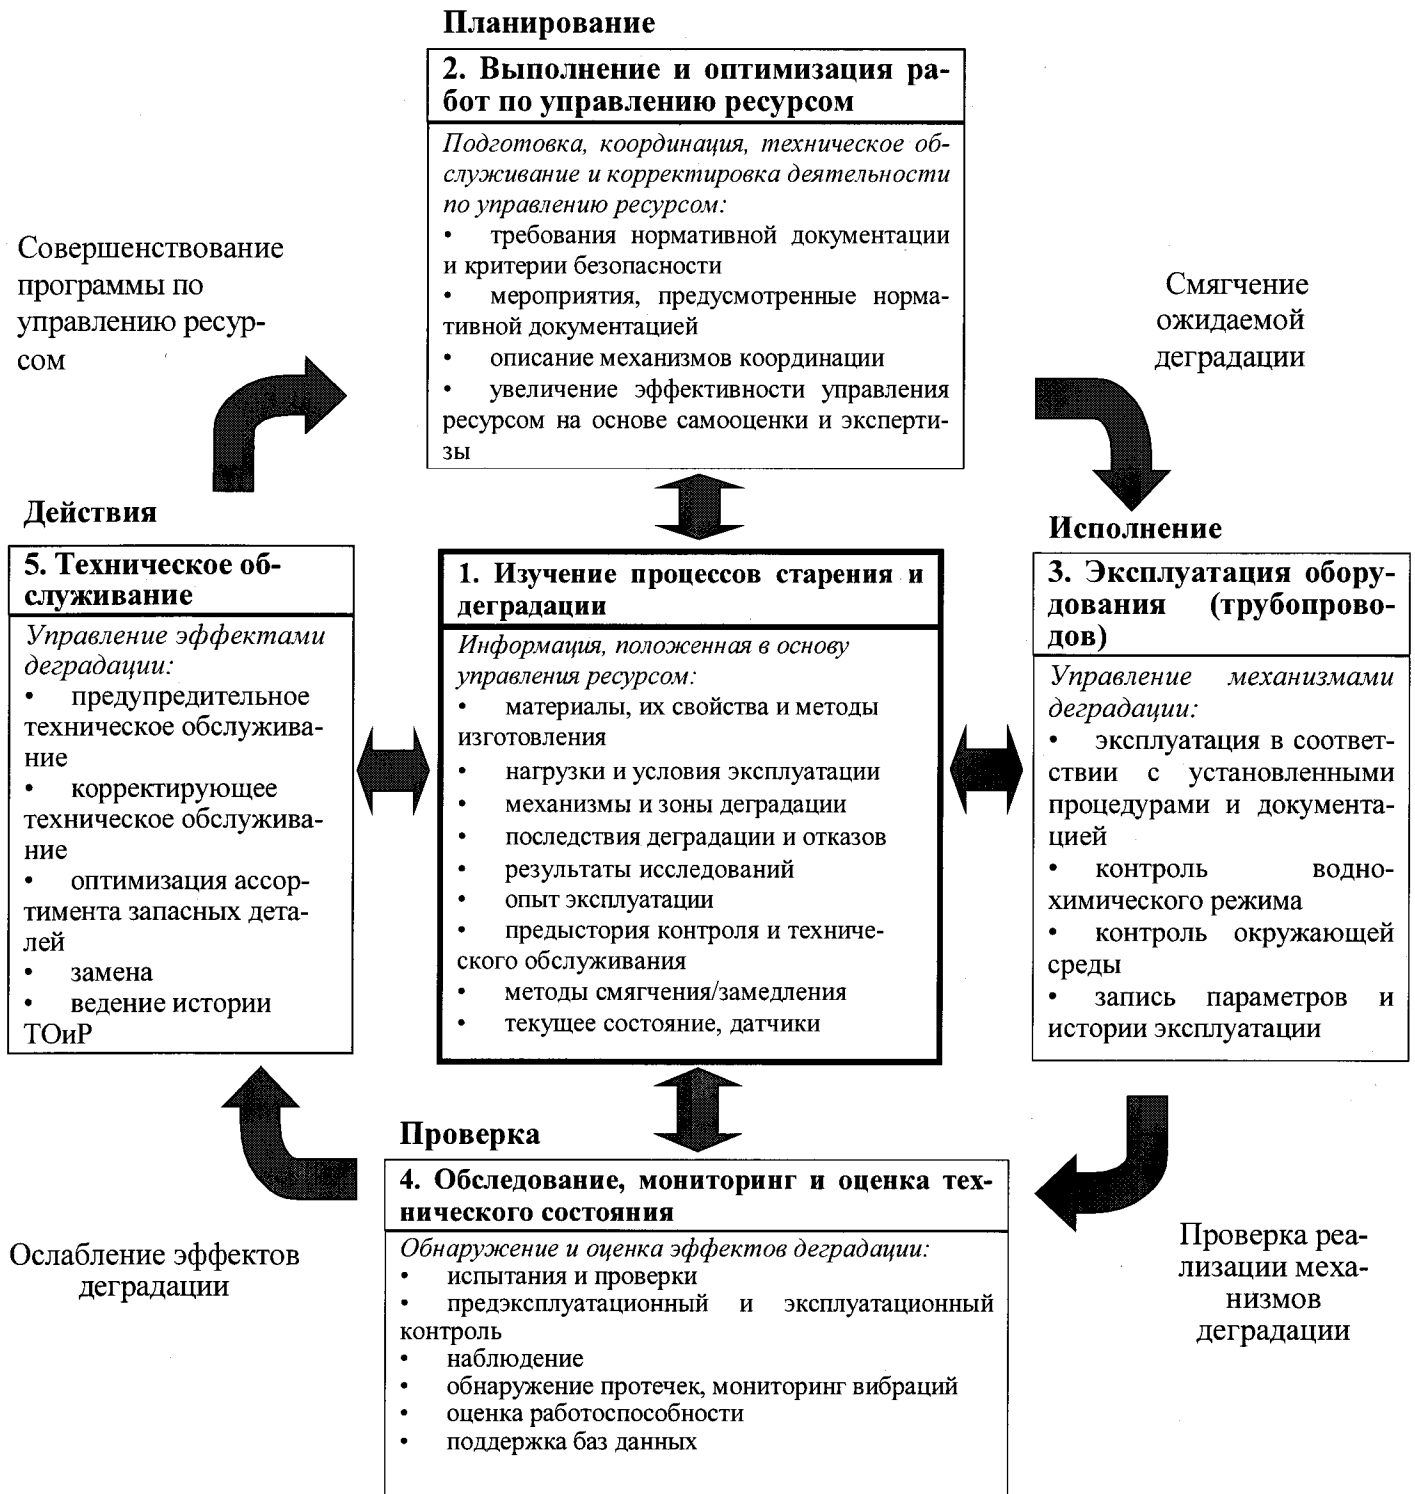 Планирование
2. Выполнение и оптимизация ра-
бот по управлению ресурсом
Подготовка, координация, техническое об-
служивание и корректировка деятельности
по управлению ресурсом:
• требования нормативной документации
и критерии безопасности
• мероприятия, предусмотренные норма-
тивной документацией
• описание механизмов координации
• увеличение эффективности управления
ресурсом на основе самооценки и эксперти-
зы
Совершенствование
программы по
управлению ресур-
сом
Смягчение
ожидаемой
деградации
Действия
5. Техническое об-
служивание
Управление эффектами
деградации:
• предупредительное
техническое обслужива-
ние
• корректирующее
техническое обслужива-
ние
• оптимизация ассор-
тимента запасных дета-
лей
• замена
• ведение истории
ТОиР
1. Изучение процессов старения и
деградации
Информация, положенная в основу
управления ресурсом:
• материалы, их свойства и методы
изготовления
• нагрузки и условия эксплуатации
• механизмы и зоны деградации
• последствия деградации и отказов
• результаты исследований
• опыт эксплуатации
• предыстория контроля и техниче-
ского обслуживания
• методы смягчения/замедления
• текущее состояние, датчики
Исполнение
3. Эксплуатация обору-
дования (трубопрово-
дов)
Управление механизмами
деградации:
• эксплуатация в соответ-
ствии с установленными
процедурами и документа-
цией
• контроль водно-
химического режима
• контроль окружающей
среды
• запись параметров и
истории эксплуатации
Проверка
4. Обследование, мониторинг и оценка тех-
нического состояния
Обнаружение и оценка эффектов деградации:
• испытания и проверки
• предэксплуатационный и эксплуатационный
контроль
• наблюдение
• обнаружение протечек, мониторинг вибраций
• оценка работоспособности
• поддержка баз данных
Ослабление эффектов
деградации
Проверка реа-
лизации меха-
низмов
деградации